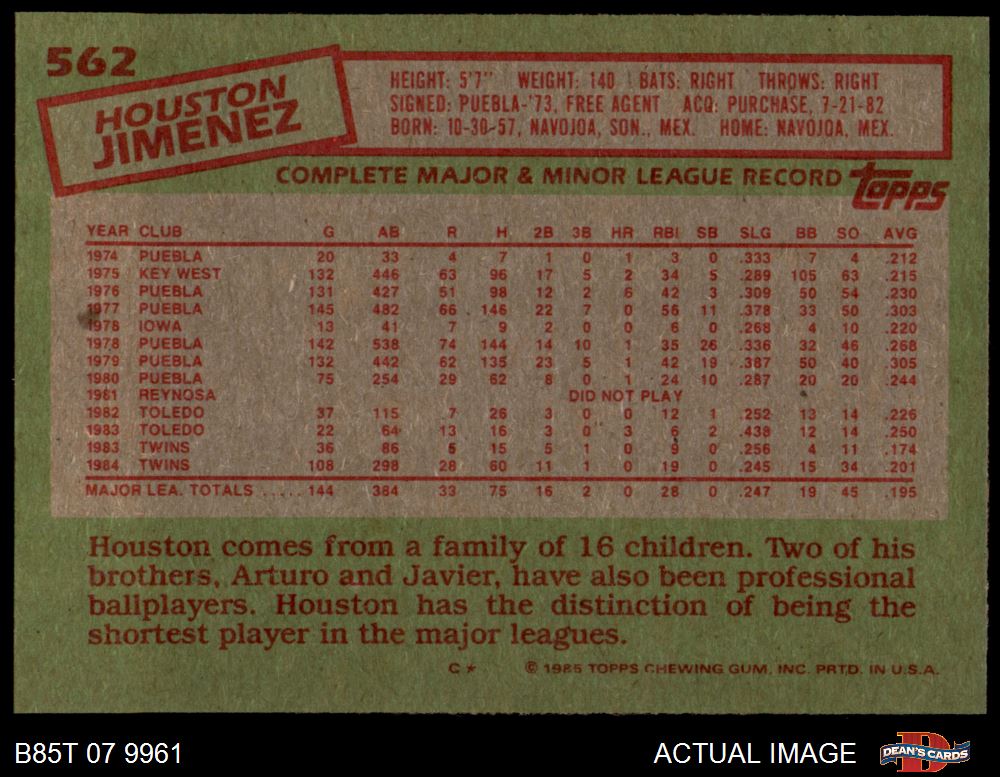 562
HOUSTON
JIMENEZ
HEIGHT: 5'7" WEIGHT: 140 BATS: RIGHT THROWS: RIGHT
SIGNED: PUEBLA-'73, FREE AGENT ACQ: PURCHASE, 7-21-82
BORN: 10-30-57, NAVOJOA, SON., MEX. HOME: NAVOJOA, MEX.
COMPLETE MAJOR & MINOR LEAGUE RECORD topps
YEAR CLUB G AB R H 2B 3B HR RBI SB SLG BB SO AVG
1974 PUEBLA 20 33 4 7 1 0 1 3 0 .333 7 4 .212
1975 KEY WEST 132 446 63 96 17 5 2 34 5 .289 105 63 .215
1976 PUEBLA 131 427 51 98 12 2 6 42 3 .309 50 54 .230
1977 PUEBLA 145 482 66 146 22 7 0 56 11 .378 33 50 .303
1978 IOWA 13 41 7 9 2 0 0 6 0 .268 4 10 .220
1978 PUEBLA 142 538 74 144 14 10 1 35 26 .336 32 46 .268
1979 PUEBLA 132 442 62 135 23 5 1 42 19 .387 50 40 .305
1980 PUEBLA 75 254 29 62 8 0 1 24 10 .287 20 20 .244
1981 REYNOSA DID NOT PLAY
1982 TOLEDO 37 115 7 26 3 0 0 12 1 .252 13 14 .226
1983 TOLEDO 22 64 13 16 3 0 3 6 2 .438 12 14 .250
1983 TWINS 36 86 5 15 5 1 0 9 0 .256 4 11 .174
1984 TWINS 108 298 28 60 11 1 0 19 0 .245 15 34 .201
MAJOR LEA. TOTALS ..... 144 384 33 75 16 2 0 28 0 .247 19 45 .195
Houston comes from a family of 16 children. Two of his
brothers, Arturo and Javier, have also been professional
ballplayers. Houston has the distinction of being the
shortest player in the major leagues.
C* © 1985 TOPPS CHEWING GUM, INC. PRTD. IN U.S.A.
B85T 07 9961 ACTUAL IMAGE D DEAN'S CARDS